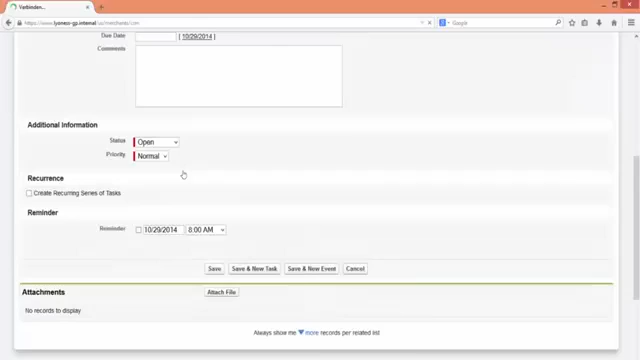 Verbinden...
www.lyoness-gp.internal
Google
Due Date [ 10/29/2014 ]
Comments
Additional Information
Status Open
Priority Normal
Recurrence
Create Recurring Series of Tasks
Reminder
Reminder 10/29/2014 8:00 AM
Save Save & New Task Save & New Event Cancel
Attachments Attach File
No records to display
Always show me more records per related list